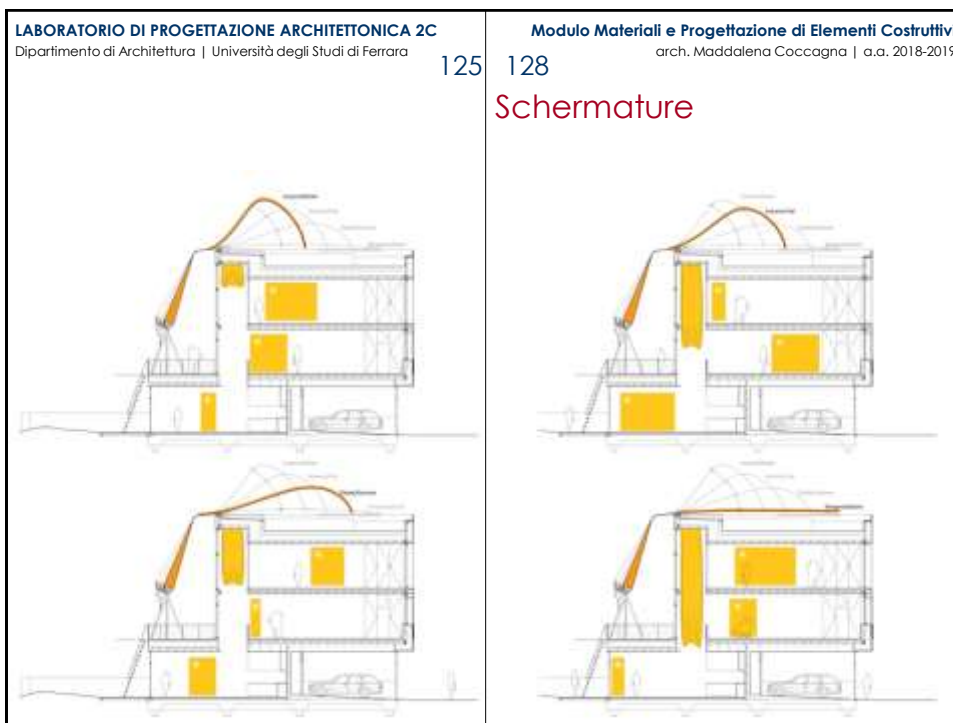 LABORATORIO DI PROGETTAZIONE ARCHITETTONICA 2C
Dipartimento di Architettura | Università degli Studi di Ferrara
125
Modulo Materiali e Progettazione di Elementi Costruttivi
arch. Maddalena Coccagna | a.a. 2018-2019
128
Schermature